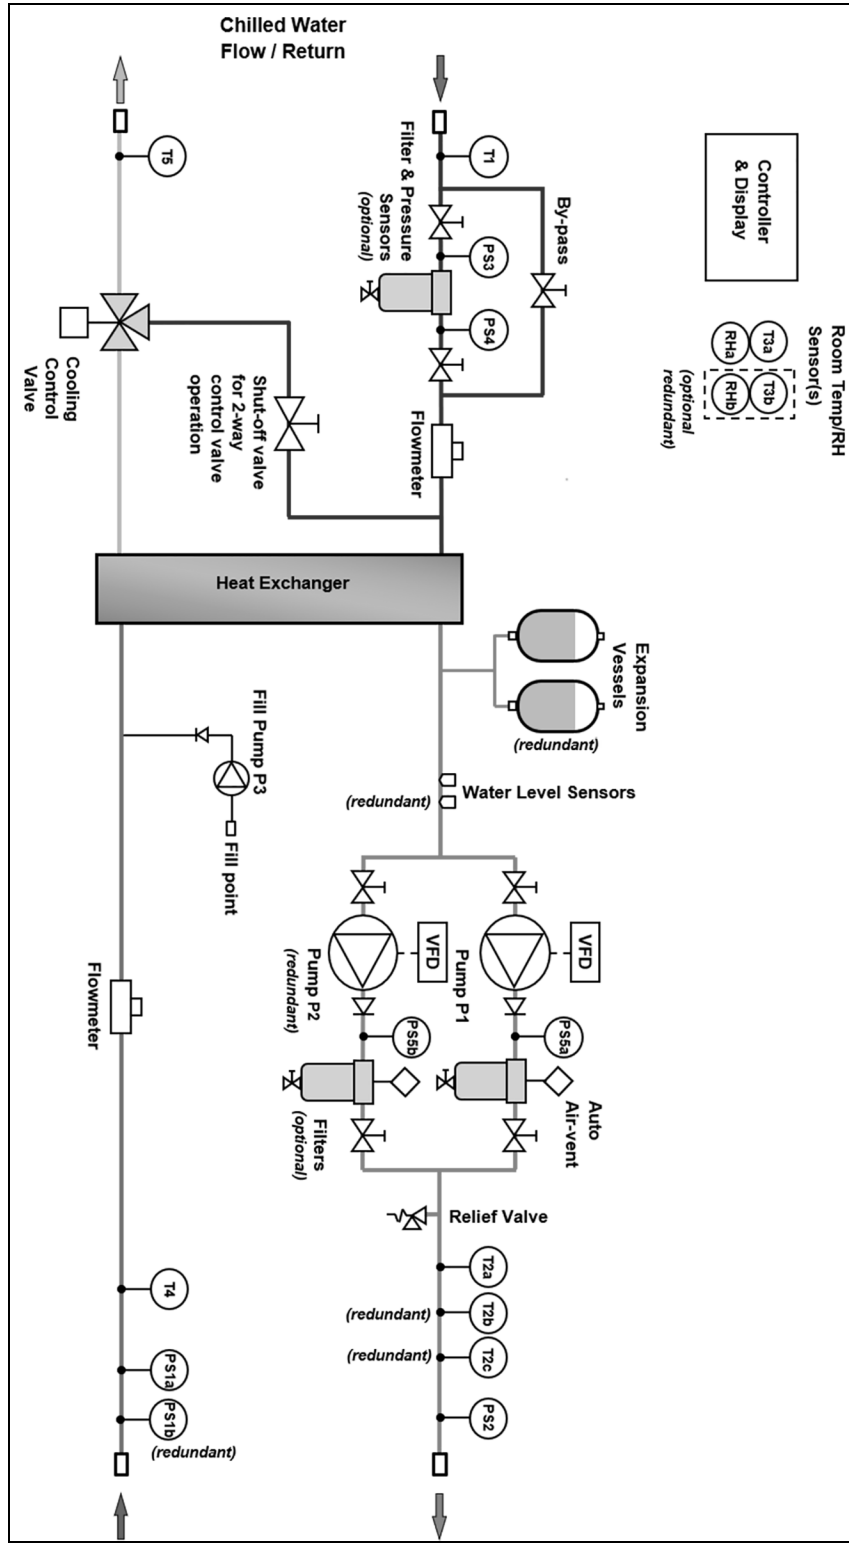 Chilled Water
Flow / Return
T5
T1
Filter & Pressure
Sensors
(optional)
PS3
PS4
By-pass
Controller
& Display
Room Temp/RH
Sensor(s)
T3a
RHa
T3b
RHb
(optional
redundant)
Cooling
Control
Valve
Shut-off valve
for 2-way
control valve
operation
Flowmeter
Heat Exchanger
Expansion
Vessels
(redundant)
Fill Pump P3
Fill point
Water Level Sensors
(redundant)
VFD
VFD
Pump P1
Pump P2
(redundant)
PS5a
PS5b
Flowmeter
Auto
Air-vent
Filters
(optional)
Relief Valve
T2a
T2b
(redundant)
T2c
(redundant)
PS2
T4
PS1a
PS1b
(redundant)